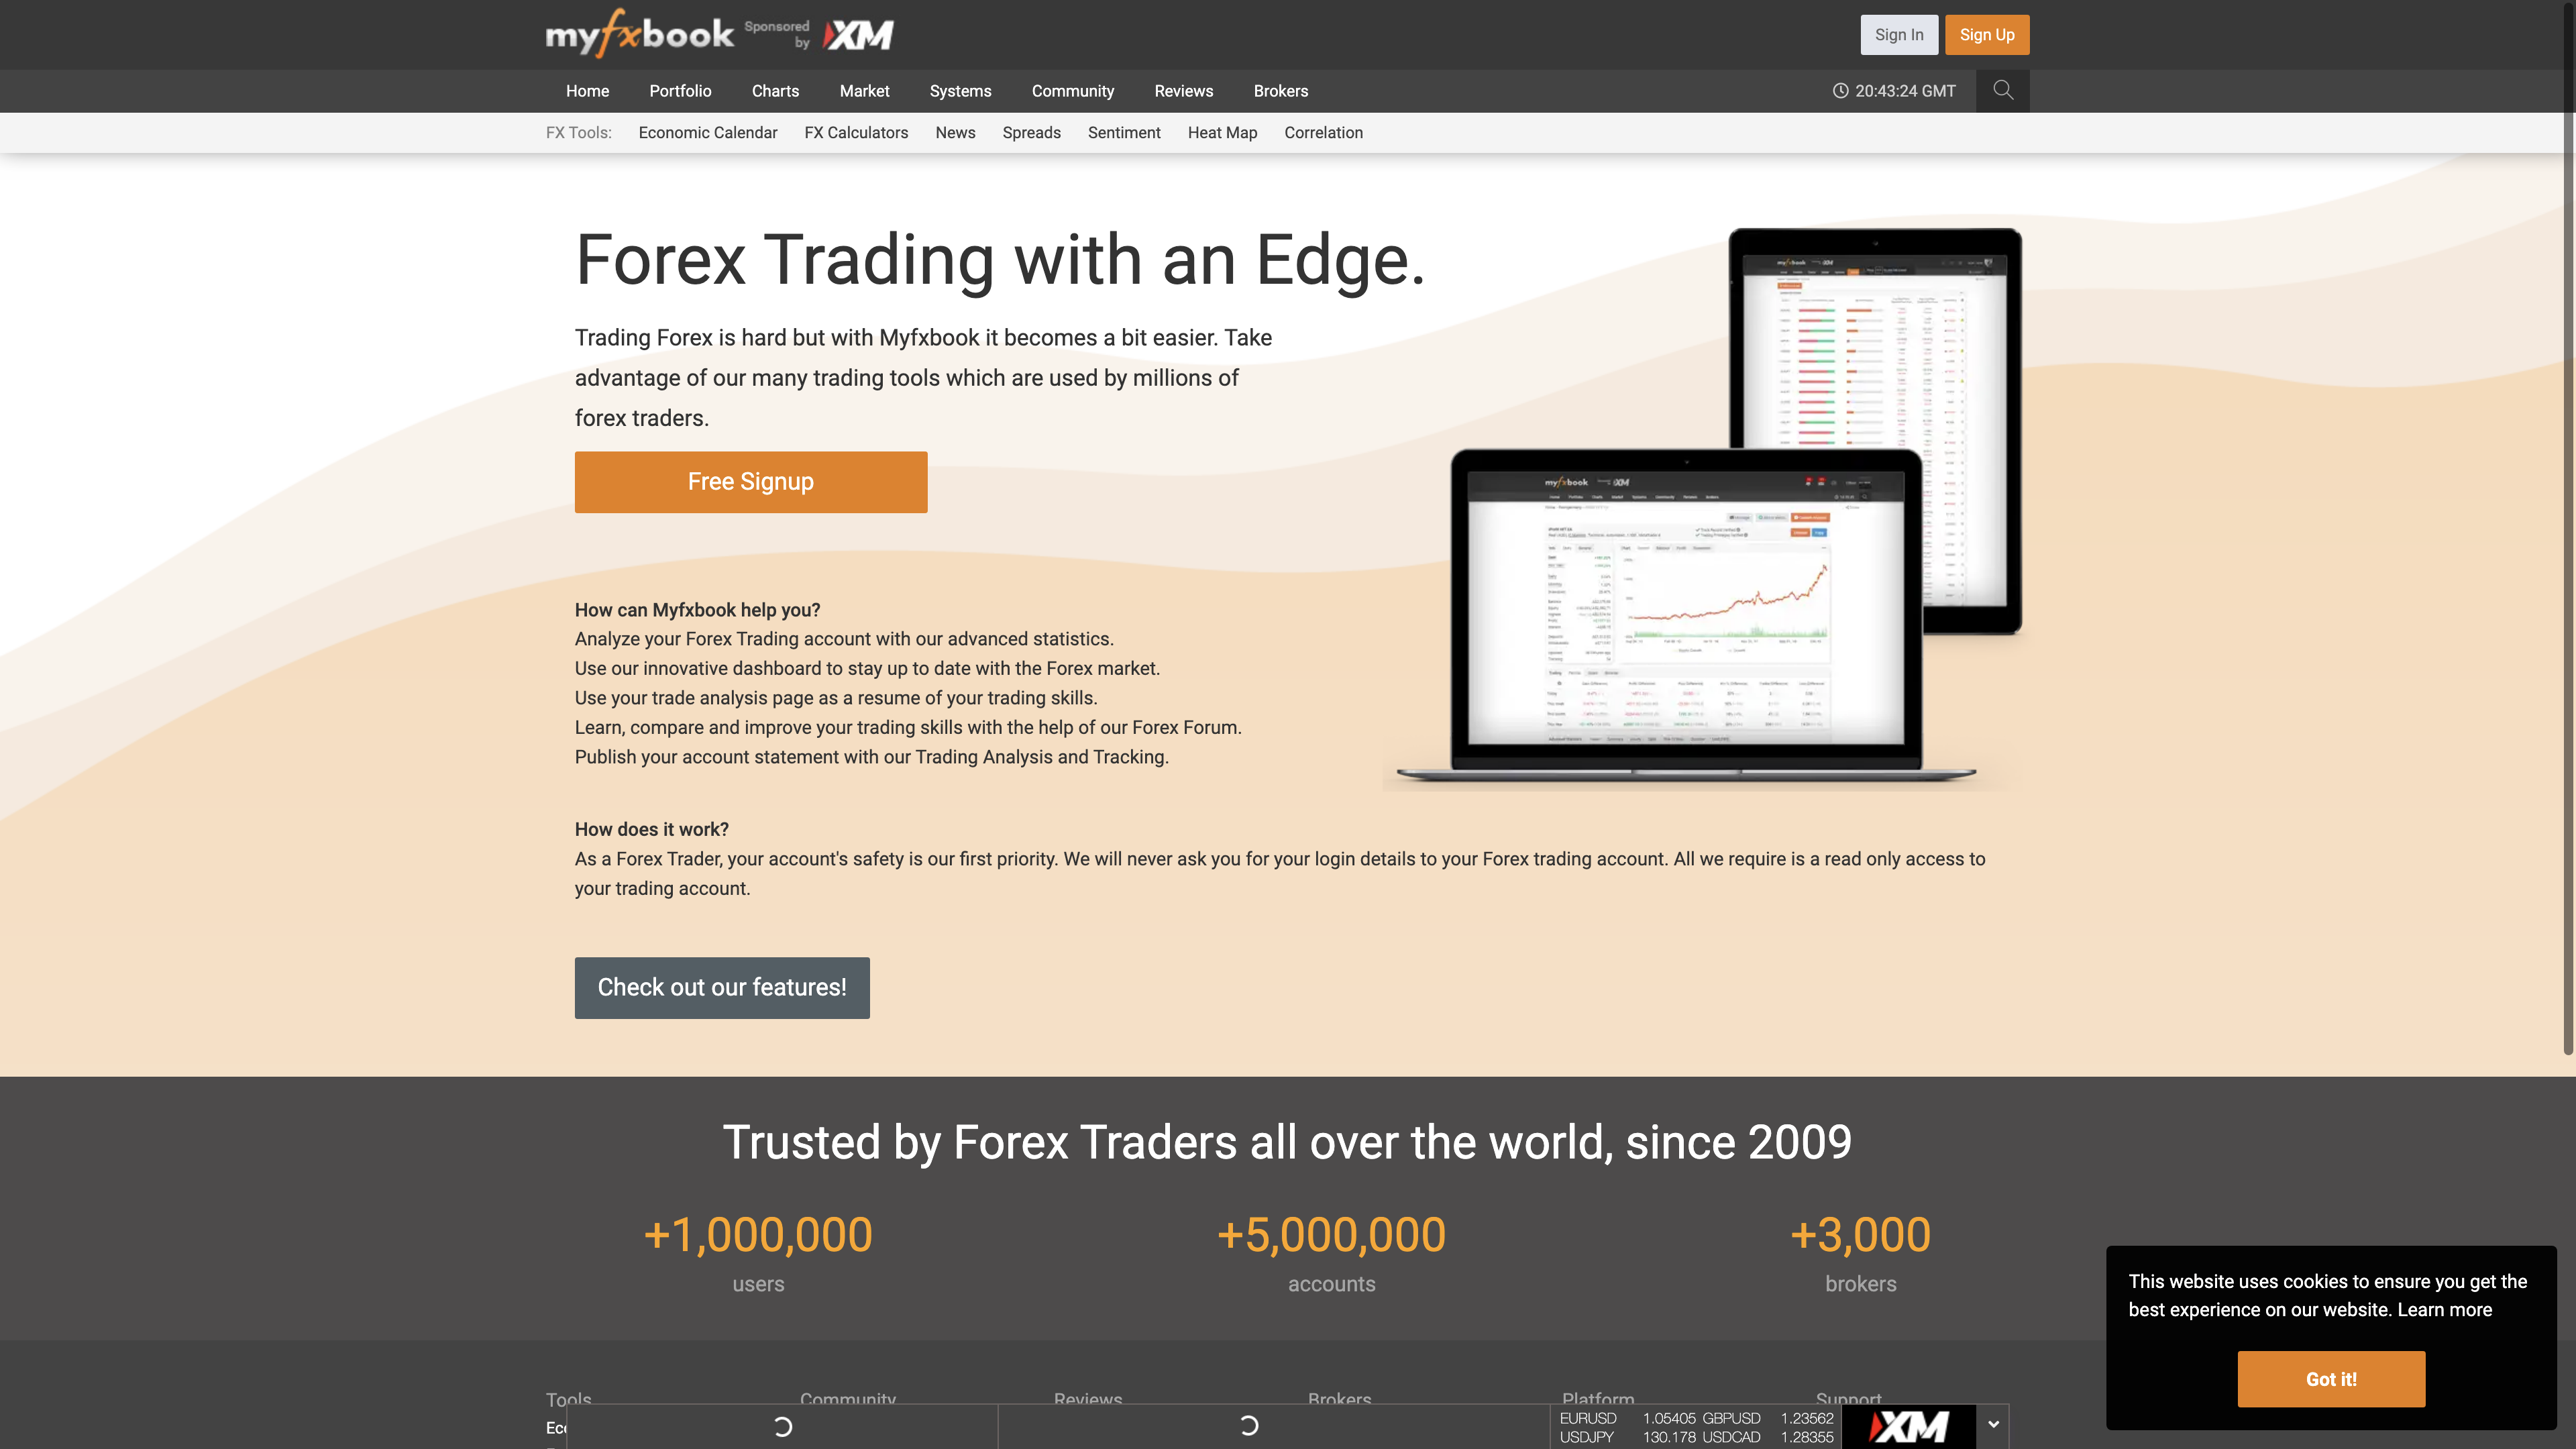 myfxbook Sponsored by XM
Sign In Sign Up
Home Portfolio Charts Market Systems Community Reviews Brokers 20:43:24 GMT
FX Tools: Economic Calendar FX Calculators News Spreads Sentiment Heat Map Correlation
Forex Trading with an Edge.
Trading Forex is hard but with Myfxbook it becomes a bit easier. Take
advantage of our many trading tools which are used by millions of
forex traders.
Free Signup
How can Myfxbook help you?
Analyze your Forex Trading account with our advanced statistics.
Use our innovative dashboard to stay up to date with the Forex market.
Use your trade analysis page as a resume of your trading skills.
Learn, compare and improve your trading skills with the help of our Forex Forum.
Publish your account statement with our Trading Analysis and Tracking.
myfxbook XM
How does it work?
As a Forex Trader, your account's safety is our first priority. We will never ask you for your login details to your Forex trading account. All we require is a read only access to
your trading account.
Check out our features!
Trusted by Forex Traders all over the world, since 2009
+1,000,000 +5,000,000 +3,000
users accounts brokers
This website uses cookies to ensure you get the
best experience on our website. Learn more
Got it!
Tools Community Reviews Brokers Platform Support
EURUSD 1.05405 GBPUSD 1.23562
USDJPY 130.178 USDCAD 1.28355
XM